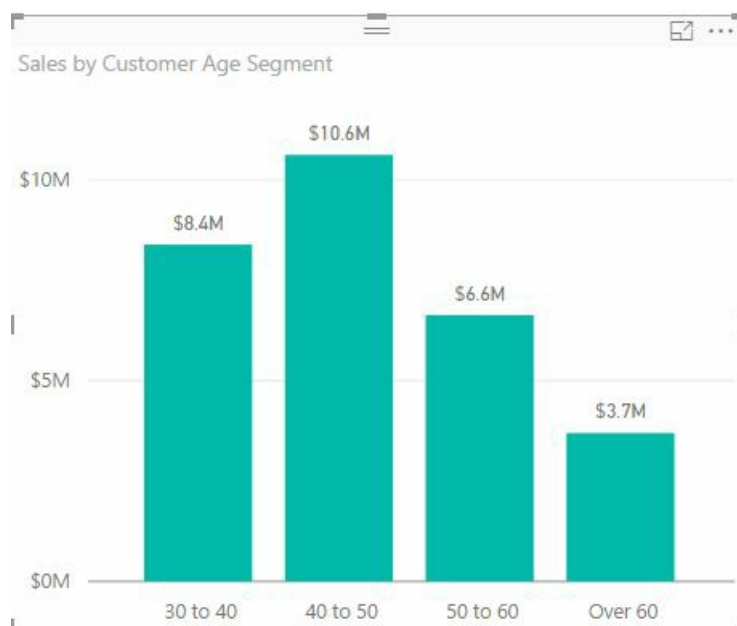 Sales by Customer Age Segment
$10.6M
$10M
$8.4M
$6.6M
$5M
$3.7M
$0M
30 to 40 40 to 50 50 to 60 Over 60